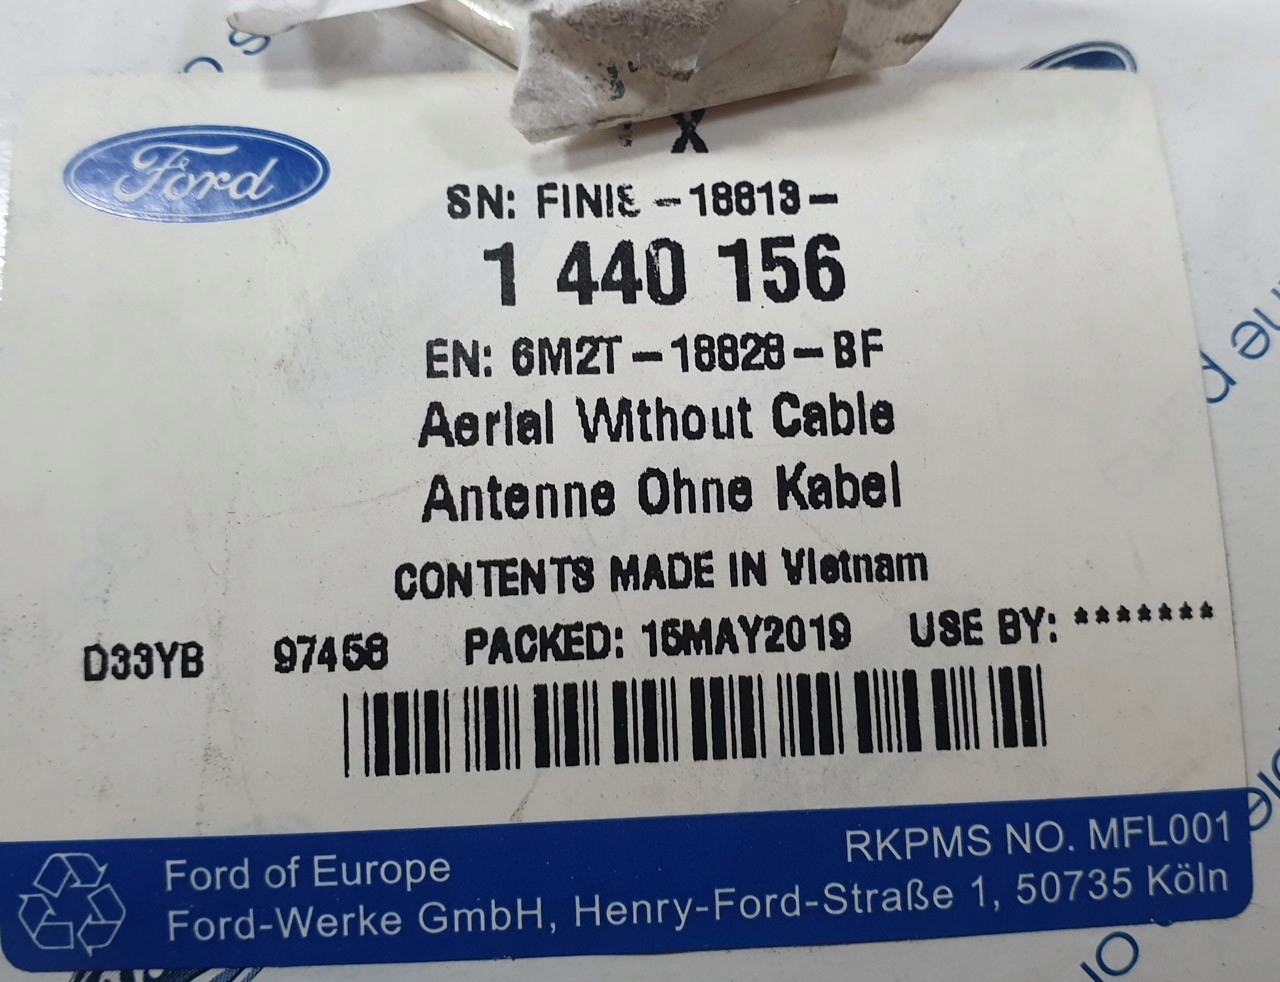 X
Ford
SN: FINIS -18813-
1 440 156
EN: 6M2T-18828-BF
Aerial Without Cable
Antenne Ohne Kabel
CONTENTS MADE IN Vietnam
D33YB 97458 PACKED: 15MAY2019 USE BY: *******
RKPMS NO. MFL001
Ford of Europe
Ford-Werke GmbH, Henry-Ford-Straße 1, 50735 Köln